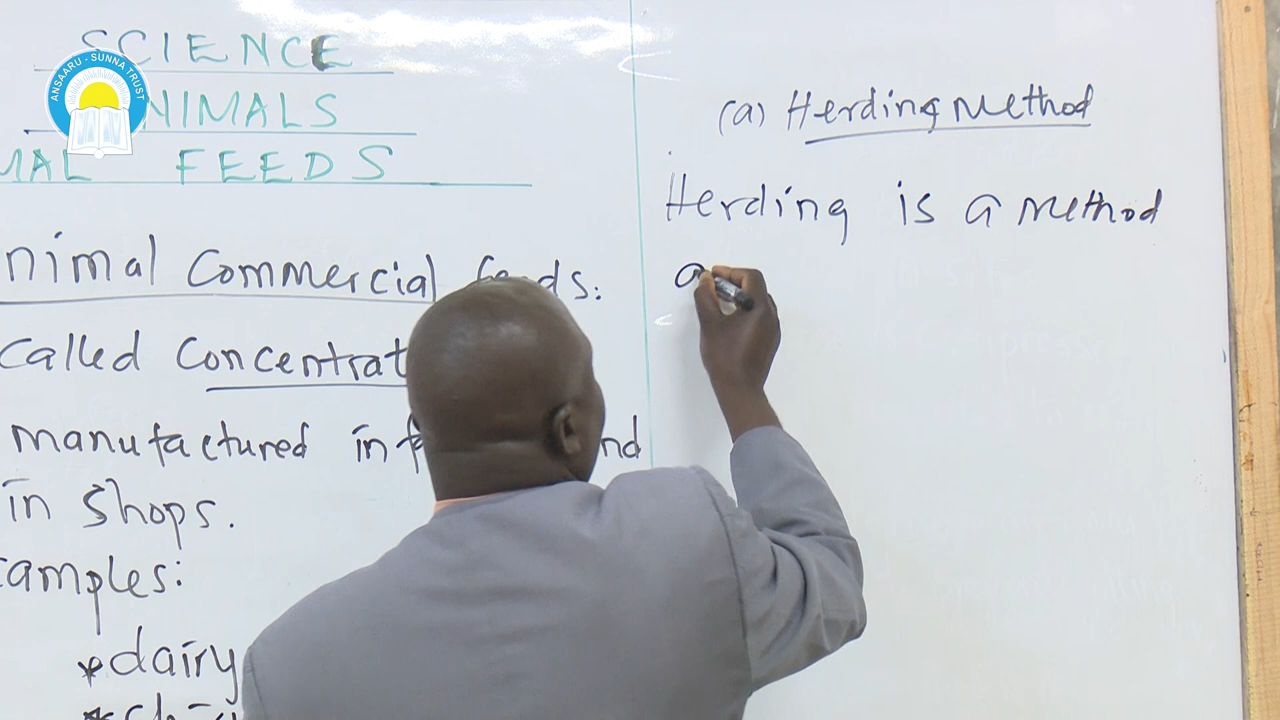 SCIENCE
NIMALS
MAL FEEDS
nimal Commercial
called Concentrat
manufactured in nd
in Shops.
amples:
*dairy
(a) Herding Method
Herding is a Method
ANSAARU - SUNNA TRUST